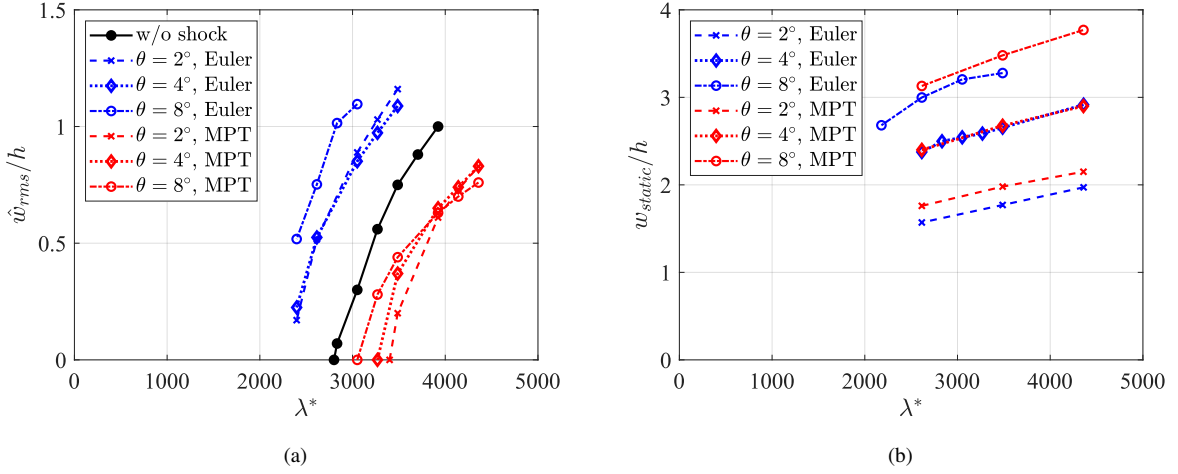 1.5
1
0.5
0
ŵ_rms/h
w/o shock
θ = 2°, Euler
θ = 4°, Euler
θ = 8°, Euler
θ = 2°, MPT
θ = 4°, MPT
θ = 8°, MPT
0 1000 2000 3000 4000 5000
λ*
(a)
4
3
2
1
0
w_static/h
θ = 2°, Euler
θ = 4°, Euler
θ = 8°, Euler
θ = 2°, MPT
θ = 4°, MPT
θ = 8°, MPT
0 1000 2000 3000 4000 5000
λ*
(b)